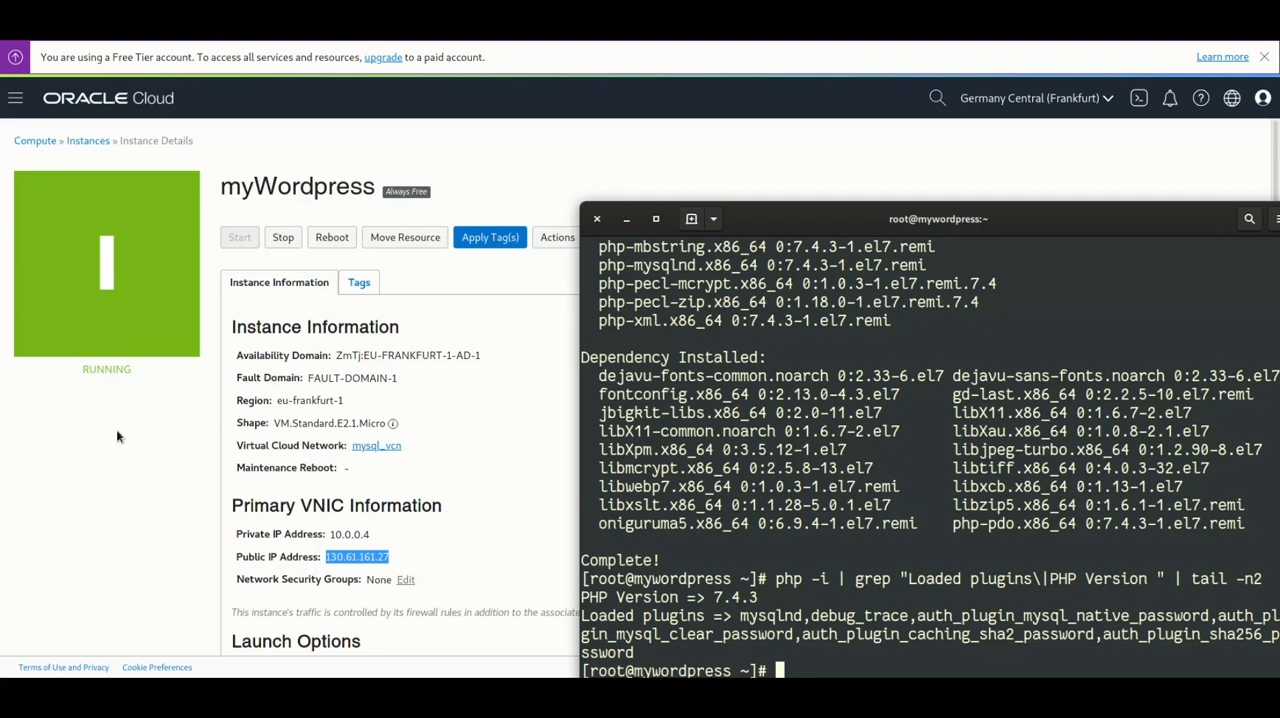 You are using a Free Tier account. To access all services and resources, upgrade to a paid account.
Learn more
ORACLE Cloud
Germany Central (Frankfurt)
Compute » Instances » Instance Details
myWordpress Always Free
Start Stop Reboot Move Resource Apply Tag(s) Actions
Instance Information Tags
Instance Information
Availability Domain: ZmTj:EU-FRANKFURT-1-AD-1
Fault Domain: FAULT-DOMAIN-1
Region: eu-frankfurt-1
Shape: VM.Standard.E2.1.Micro
Virtual Cloud Network: mysql_vcn
Maintenance Reboot: -
Primary VNIC Information
Private IP Address: 10.0.0.4
Public IP Address: 130.61.161.27
Network Security Groups: None Edit
This instance's traffic is controlled by its firewall rules in addition to the associate
Launch Options
I
RUNNING
Terms of Use and Privacy Cookie Preferences
root@mywordpress:~
php-mbstring.x86_64 0:7.4.3-1.el7.remi
php-mysqlnd.x86_64 0:7.4.3-1.el7.remi
php-pecl-mcrypt.x86_64 0:1.0.3-1.el7.remi.7.4
php-pecl-zip.x86_64 0:1.18.0-1.el7.remi.7.4
php-xml.x86_64 0:7.4.3-1.el7.remi
Dependency Installed:
dejavu-fonts-common.noarch 0:2.33-6.el7 dejavu-sans-fonts.noarch 0:2.33-6.el7
fontconfig.x86_64 0:2.13.0-4.3.el7 gd-last.x86_64 0:2.2.5-10.el7.remi
jbigkit-libs.x86_64 0:2.0-11.el7 libX11.x86_64 0:1.6.7-2.el7
libX11-common.noarch 0:1.6.7-2.el7 libXau.x86_64 0:1.0.8-2.1.el7
libXpm.x86_64 0:3.5.12-1.el7 libjpeg-turbo.x86_64 0:1.2.90-8.el7
libmcrypt.x86_64 0:2.5.8-13.el7 libtiff.x86_64 0:4.0.3-32.el7
libwebp7.x86_64 0:1.0.3-1.el7.remi libxcb.x86_64 0:1.13-1.el7
libxslt.x86_64 0:1.1.28-5.0.1.el7 libzip5.x86_64 0:1.6.1-1.el7.remi
oniguruma5.x86_64 0:6.9.4-1.el7.remi php-pdo.x86_64 0:7.4.3-1.el7.remi
Complete!
[root@mywordpress ~]# php -i | grep "Loaded plugins\|PHP Version " | tail -n2
PHP Version => 7.4.3
Loaded plugins => mysqlnd,debug_trace,auth_plugin_mysql_native_password,auth_pl
gin_mysql_clear_password,auth_plugin_caching_sha2_password,auth_plugin_sha256_p
ssword
[root@mywordpress ~]#